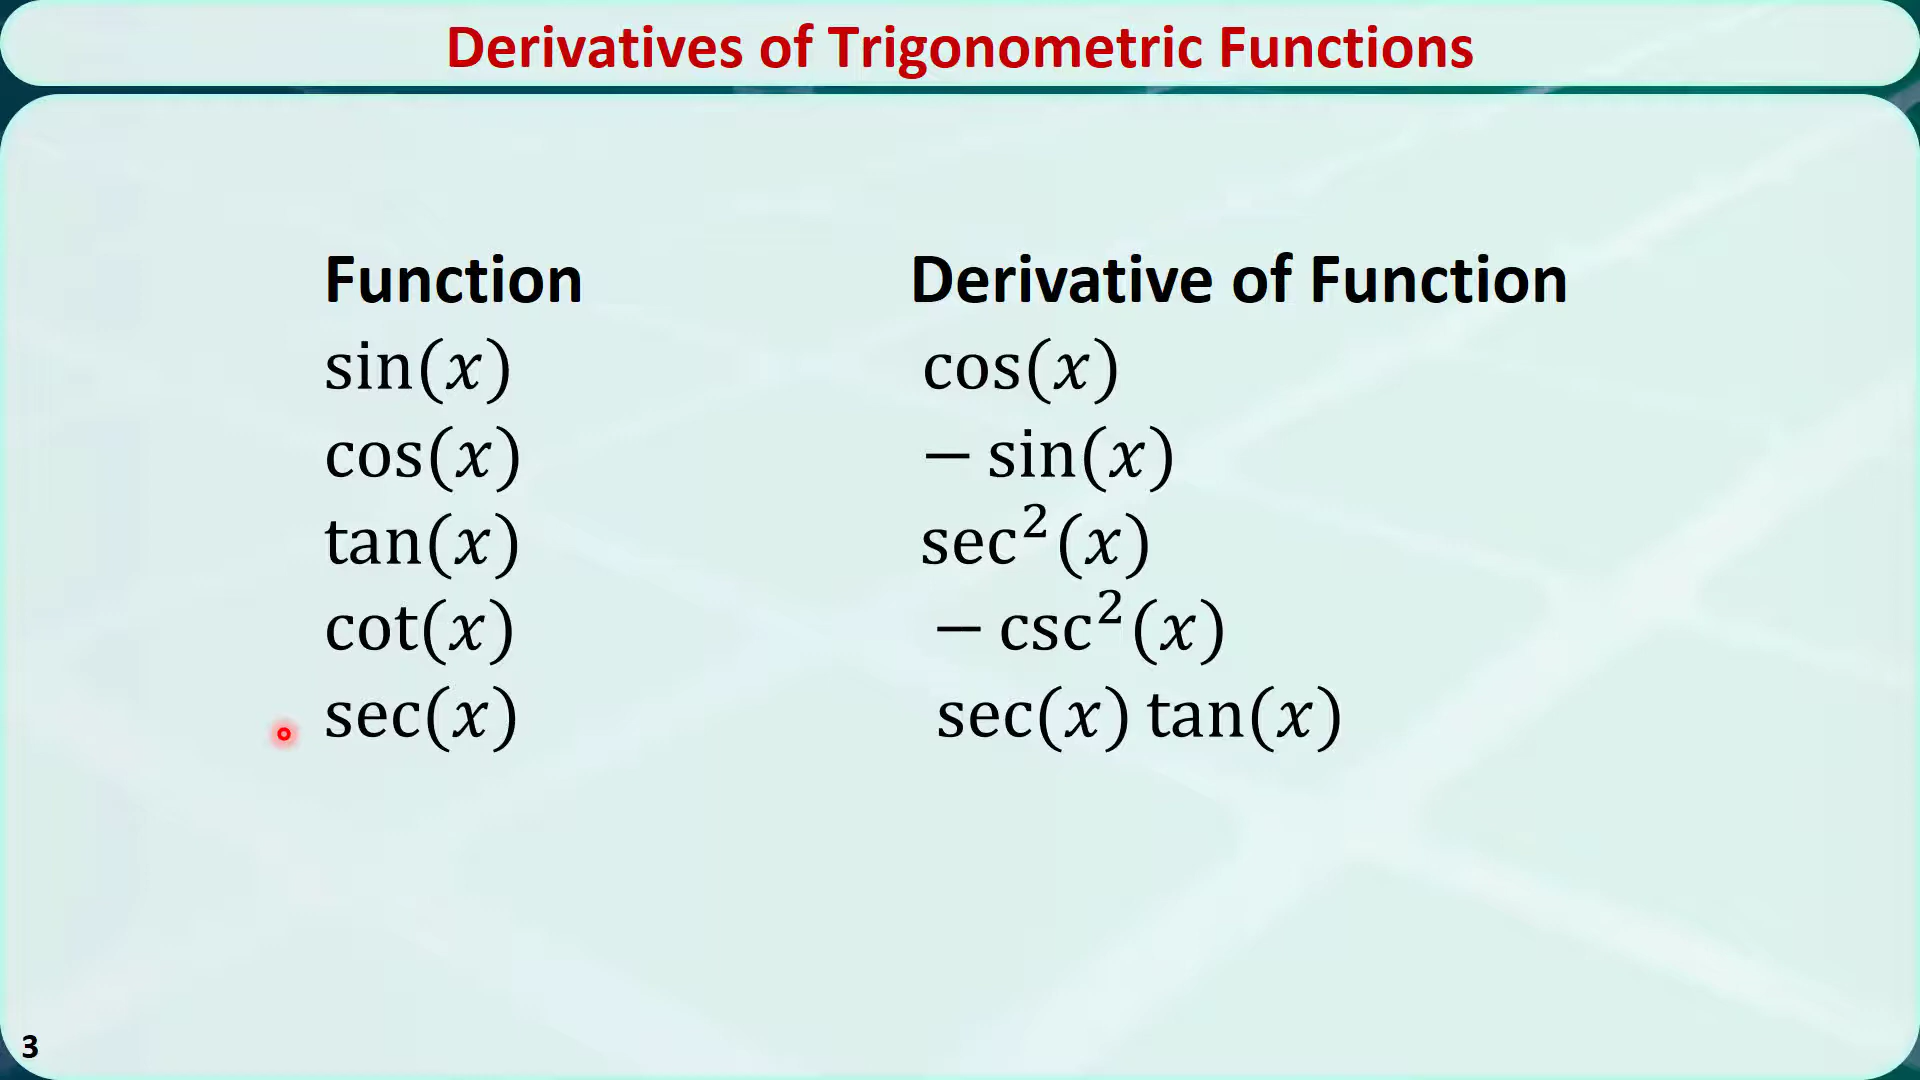 Derivatives of Trigonometric Functions
Function Derivative of Function
sin(x) cos(x)
cos(x) − sin(x)
tan(x) sec²(x)
cot(x) − csc²(x)
sec(x) sec(x) tan(x)
3